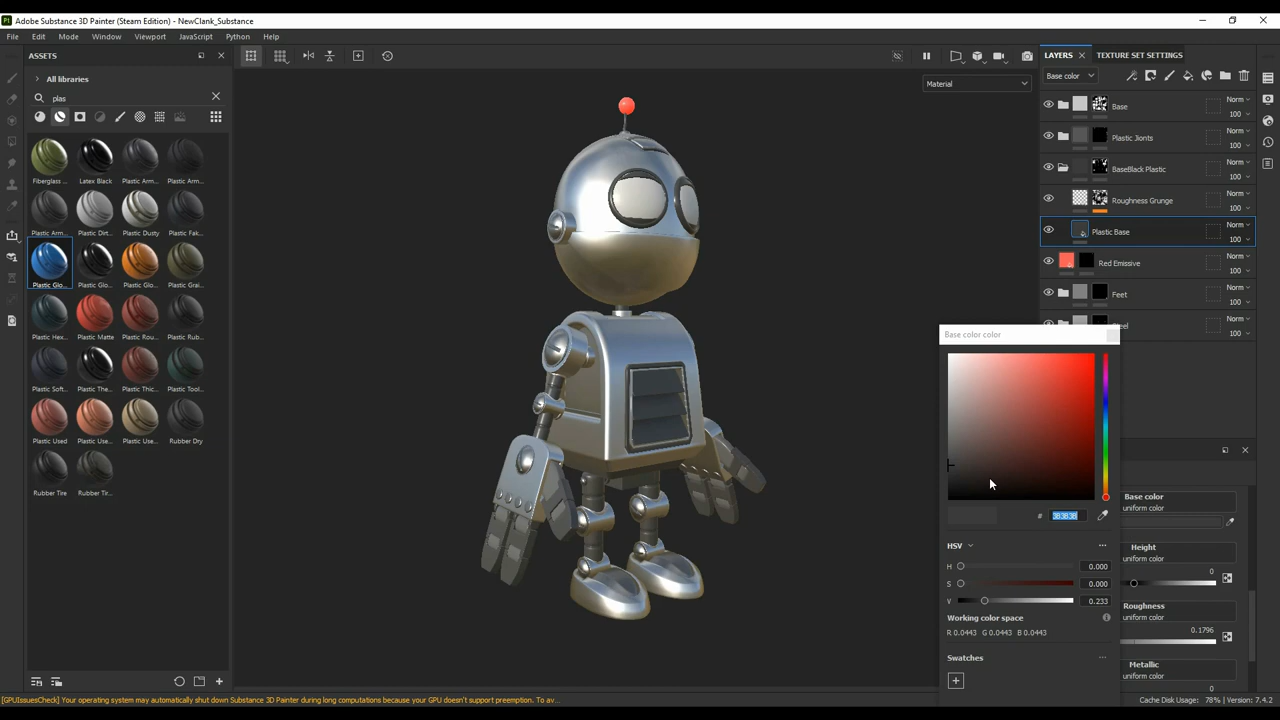 Pt Adobe Substance 3D Painter (Steam Edition) - NewClank_Substance
File Edit Mode Window Viewport JavaScript Python Help
ASSETS
All libraries
plas
Fiberglass ... Latex Black Plastic Arm... Plastic Arm...
Plastic Arm... Plastic Dirt... Plastic Dusty Plastic Fak...
Plastic Glo... Plastic Glo... Plastic Glo... Plastic Grai...
Plastic Hex... Plastic Matte Plastic Rou... Plastic Rub...
Plastic Soft... Plastic The... Plastic Thic... Plastic Tool...
Plastic Used Plastic Use... Plastic Use... Rubber Dry
Rubber Tire Rubber Tir...
Material
LAYERS TEXTURE SET SETTINGS
Base color
Base Norm 100
Plastic Jionts Norm 100
BaseBlack Plastic Norm 100
Roughness Grunge Norm 100
Plastic Base Norm 100
Red Emissive Norm 100
Feet Norm 100
eel Norm 100
Base color color
# 3B3B3B
HSV
H 0.000
S 0.000
V 0.233
Working color space
R 0.0443 G 0.0443 B 0.0443
Swatches
Base color
uniform color
Height
uniform color
0
Roughness
uniform color
0.1796
Metallic
uniform color
0
[GPUIssuesCheck] Your operating system may automatically shut down Substance 3D Painter during long computations because your GPU doesn't support preemption. To av...
Cache Disk Usage: 78% | Version: 7.4.2